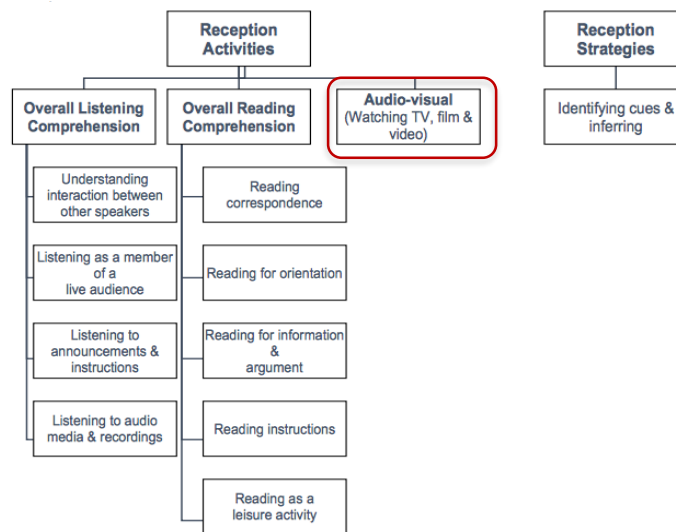 Reception
Activities
Reception
Strategies
Overall Listening
Comprehension
Overall Reading
Comprehension
Audio-visual
(Watching TV, film &
video)
Identifying cues &
inferring
Understanding
interaction between
other speakers
Reading
correspondence
Listening as a member
of a
live audience
Reading for orientation
Listening to
announcements &
instructions
Reading for information
&
argument
Listening to audio
media & recordings
Reading instructions
Reading as a
leisure activity